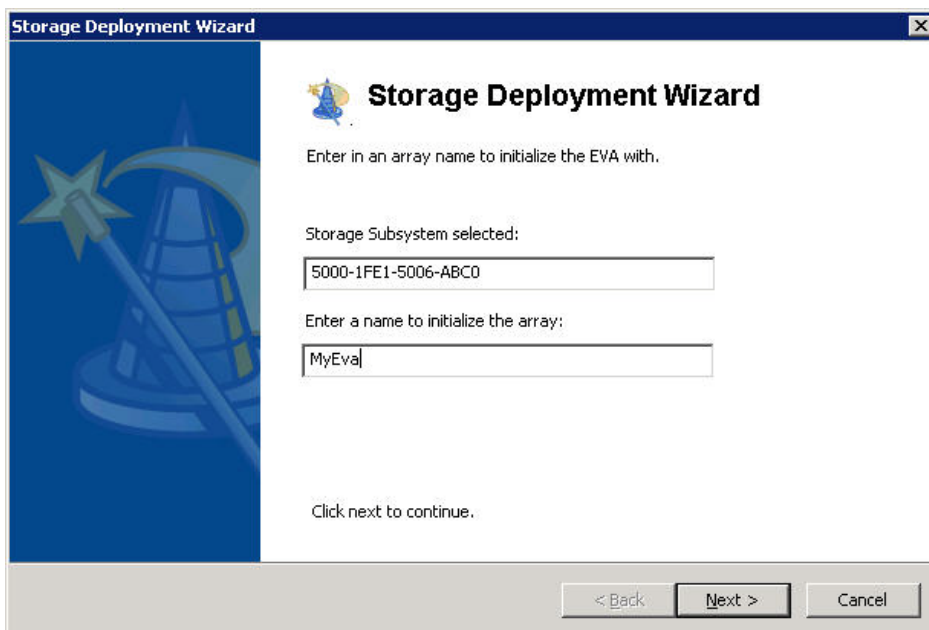 Storage Deployment Wizard
Storage Deployment Wizard
Enter in an array name to initialize the EVA with.
Storage Subsystem selected:
5000-1FE1-5006-ABC0
Enter a name to initialize the array:
MyEva
Click next to continue.
< Back
Next >
Cancel